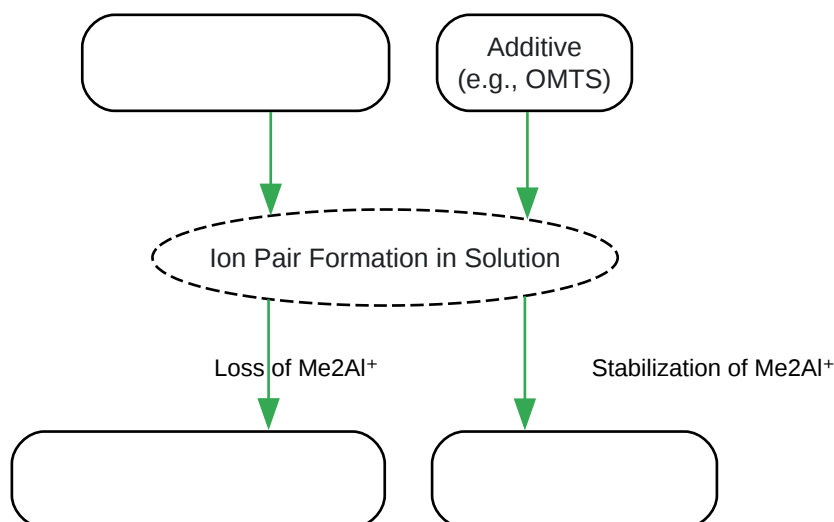 Additive
(e.g., OMTS)
Ion Pair Formation in Solution
Loss of Me2Al⁺
Stabilization of Me2Al⁺